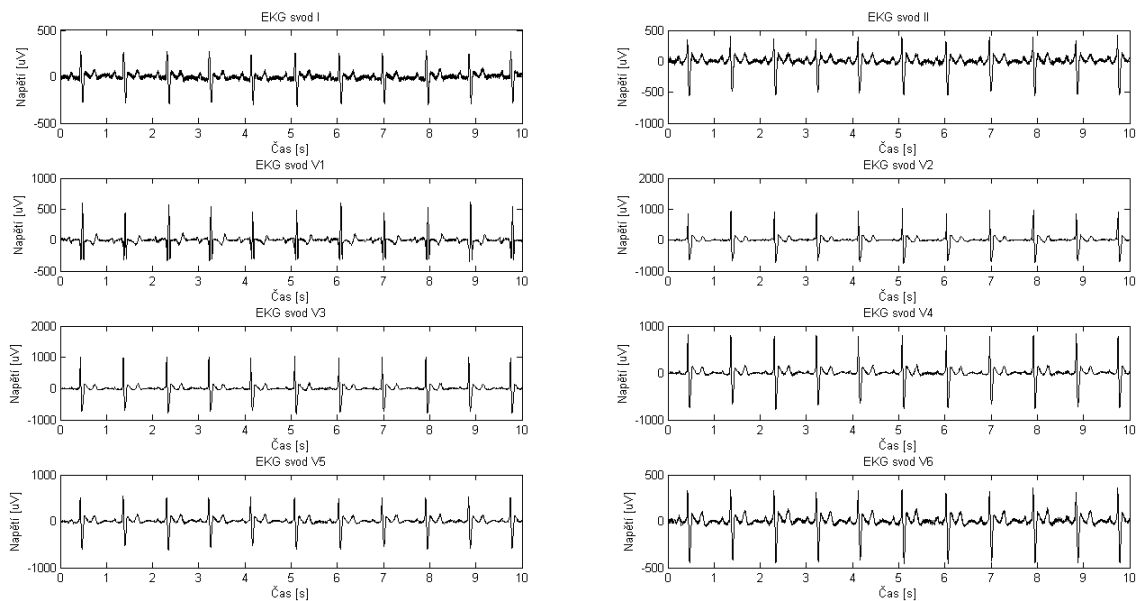 EKG svod I
Napětí [uV]
500
0
-500
0 1 2 3 4 5 6 7 8 9 10
Čas [s]
EKG svod II
Napětí [uV]
500
0
-500
-1000
0 1 2 3 4 5 6 7 8 9 10
Čas [s]
EKG svod V1
Napětí [uV]
1000
500
0
-500
0 1 2 3 4 5 6 7 8 9 10
Čas [s]
EKG svod V2
Napětí [uV]
2000
1000
0
-1000
0 1 2 3 4 5 6 7 8 9 10
Čas [s]
EKG svod V3
Napětí [uV]
2000
1000
0
-1000
0 1 2 3 4 5 6 7 8 9 10
Čas [s]
EKG svod V4
Napětí [uV]
1000
0
-1000
0 1 2 3 4 5 6 7 8 9 10
Čas [s]
EKG svod V5
Napětí [uV]
1000
0
-1000
0 1 2 3 4 5 6 7 8 9 10
Čas [s]
EKG svod V6
Napětí [uV]
500
0
-500
0 1 2 3 4 5 6 7 8 9 10
Čas [s]